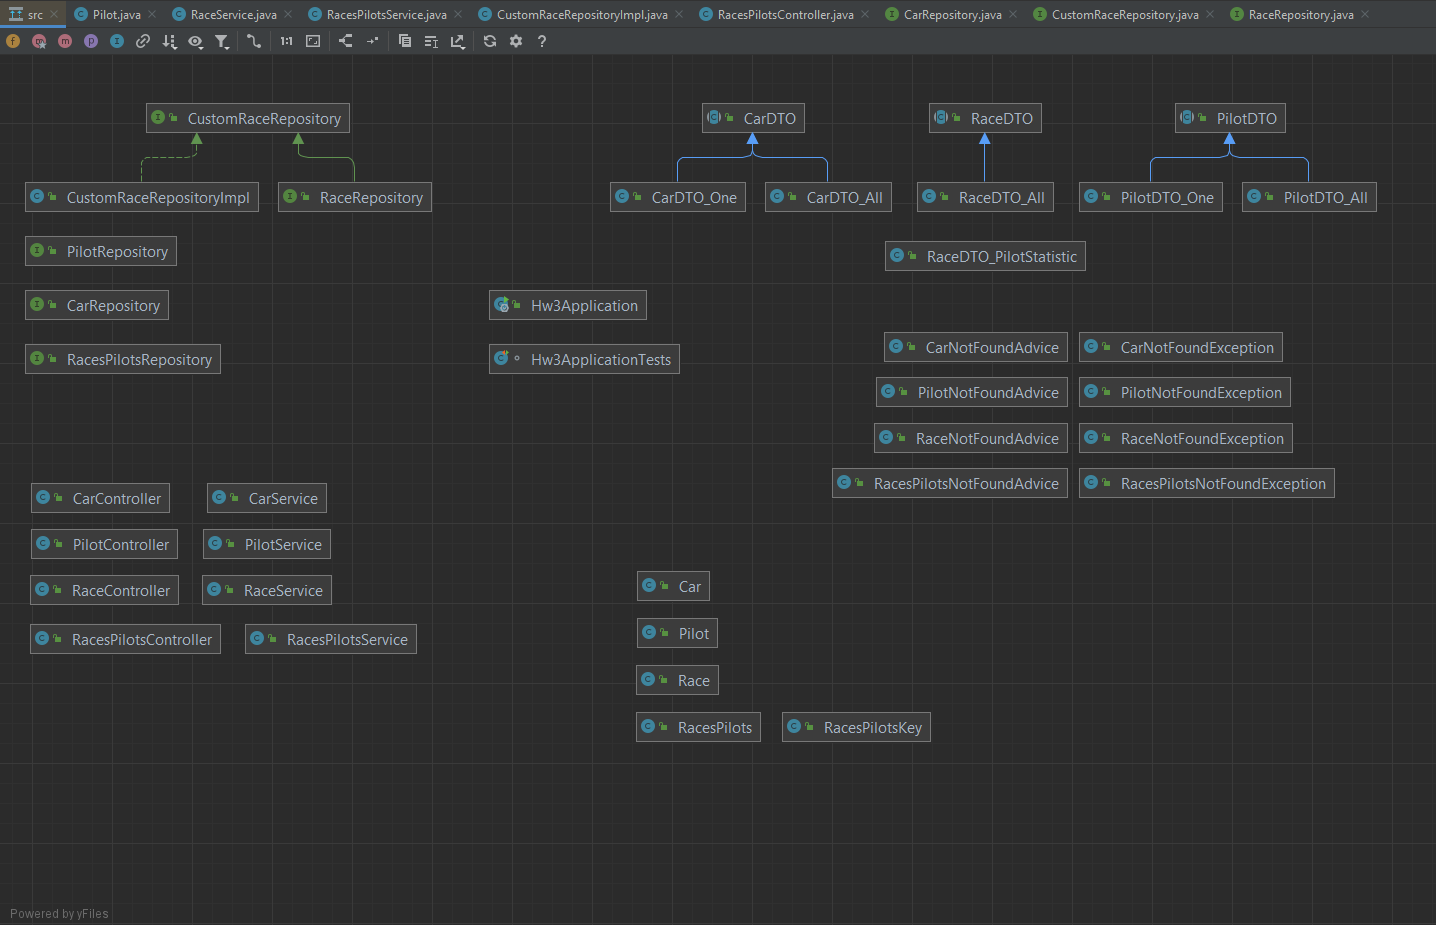 src Pilot.java RaceService.java RacesPilotsService.java CustomRaceRepositoryImpl.java RacesPilotsController.java CarRepository.java CustomRaceRepository.java RaceRepository.java
1:1 ?
CustomRaceRepository CarDTO RaceDTO PilotDTO
CustomRaceRepositoryImpl RaceRepository CarDTO_One CarDTO_All RaceDTO_All PilotDTO_One PilotDTO_All
PilotRepository RaceDTO_PilotStatistic
CarRepository Hw3Application
RacesPilotsRepository Hw3ApplicationTests
CarNotFoundAdvice CarNotFoundException
PilotNotFoundAdvice PilotNotFoundException
RaceNotFoundAdvice RaceNotFoundException
RacesPilotsNotFoundAdvice RacesPilotsNotFoundException
CarController CarService
PilotController PilotService
RaceController RaceService
RacesPilotsController RacesPilotsService
Car
Pilot
Race
RacesPilots RacesPilotsKey
Powered by yFiles